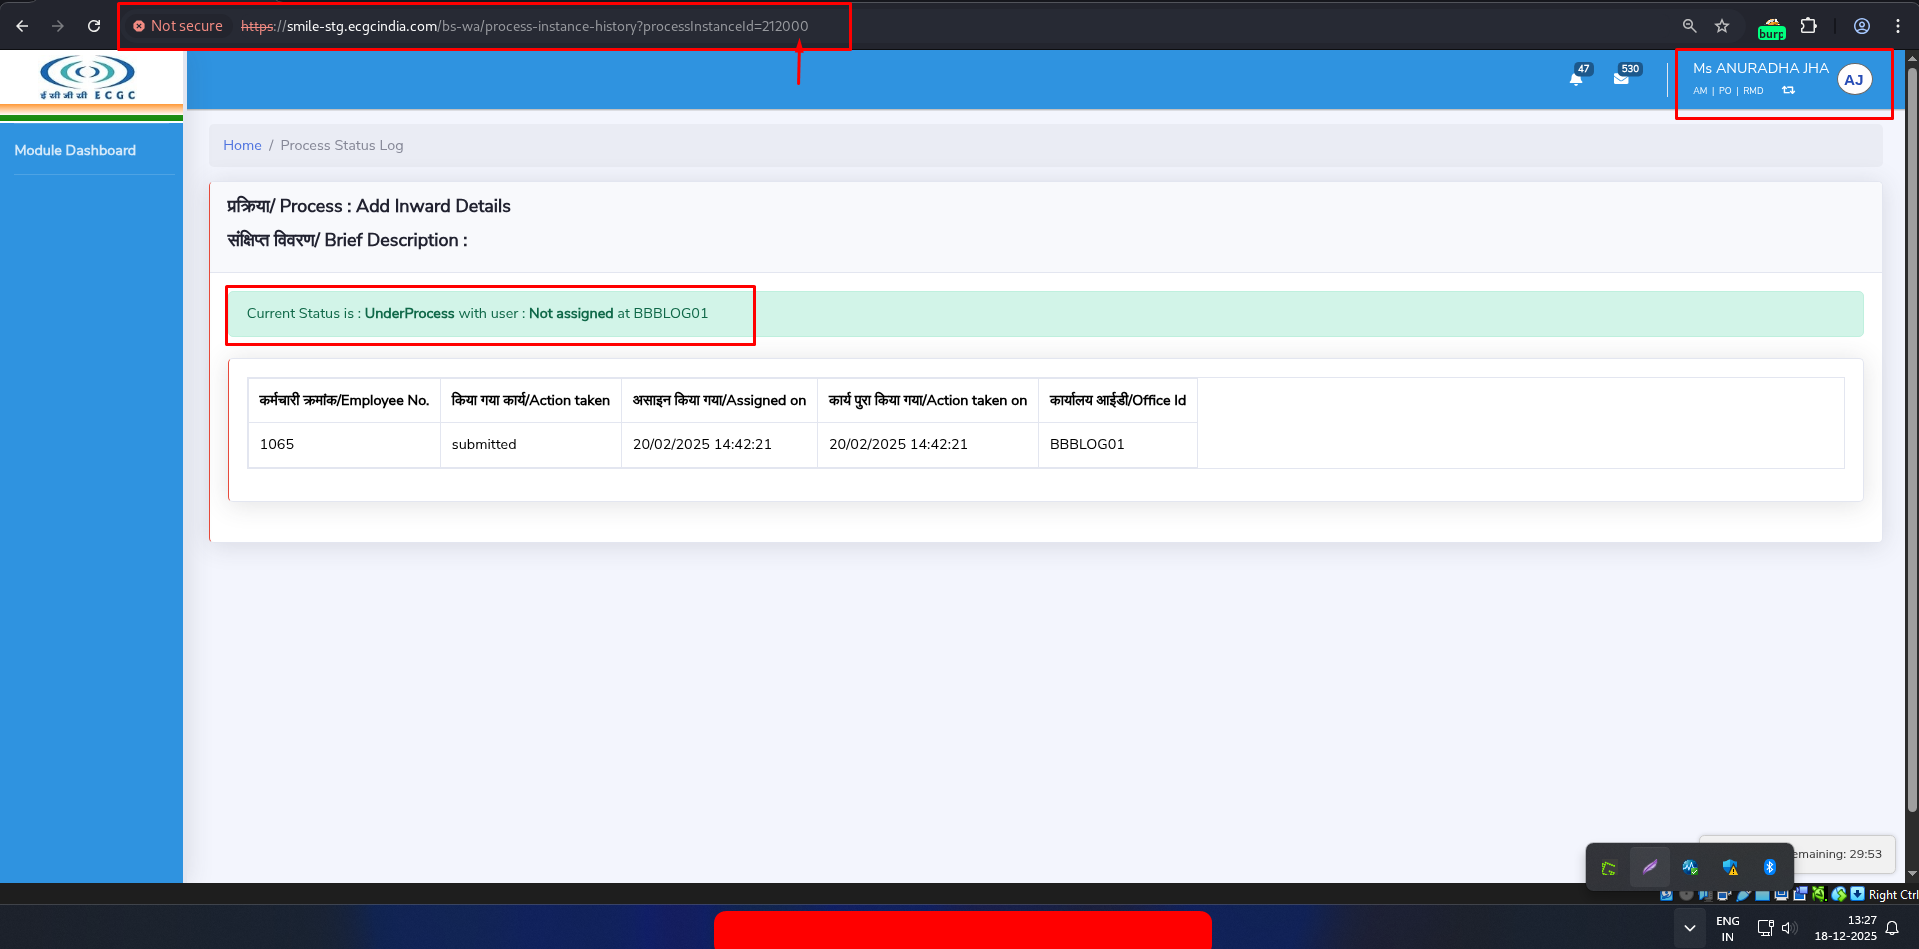 Not secure https://smile-stg.ecgcindia.com/bs-wa/process-instance-history?processInstanceId=212000
burp
ई सी जी सी E C G C
47
530
Ms ANURADHA JHA
AM | PO | RMD
AJ
Module Dashboard
Home / Process Status Log
प्रक्रिया/ Process : Add Inward Details
संक्षिप्त विवरण/ Brief Description :
Current Status is : UnderProcess with user : Not assigned at BBBLOG01
कर्मचारी क्रमांक/Employee No. किया गया कार्य/Action taken असाइन किया गया/Assigned on कार्य पुरा किया गया/Action taken on कार्यालय आईडी/Office Id
1065 submitted 20/02/2025 14:42:21 20/02/2025 14:42:21 BBBLOG01
emaining: 29:53
Right Ctrl
ENG
IN
13:27
18-12-2025